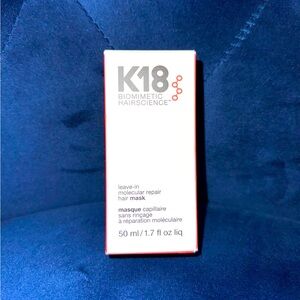 K18
BIOMIMETIC
HAIRSCIENCE™
leave-in
molecular repair
hair mask
masque capillaire
sans rinçage
à réparation moléculaire
50 ml/1.7 fl oz liq